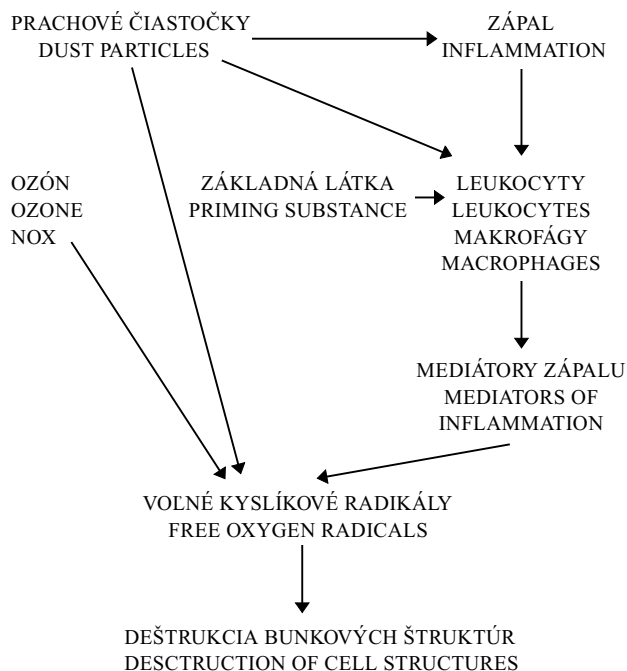 PRACHOVÉ ČIASTOČKY
DUST PARTICLES
ZÁPAL
INFLAMMATION
OZÓN
OZONE
NOX
ZÁKLADNÁ LÁTKA
PRIMING SUBSTANCE
LEUKOCYTY
LEUKOCYTES
MAKROFÁGY
MACROPHAGES
MEDIÁTORY ZÁPALU
MEDIATORS OF
INFLAMMATION
VOĽNÉ KYSLÍKOVÉ RADIKÁLY
FREE OXYGEN RADICALS
DEŠTRUKCIA BUNKOVÝCH ŠTRUKTÚR
DESCTRUCTION OF CELL STRUCTURES